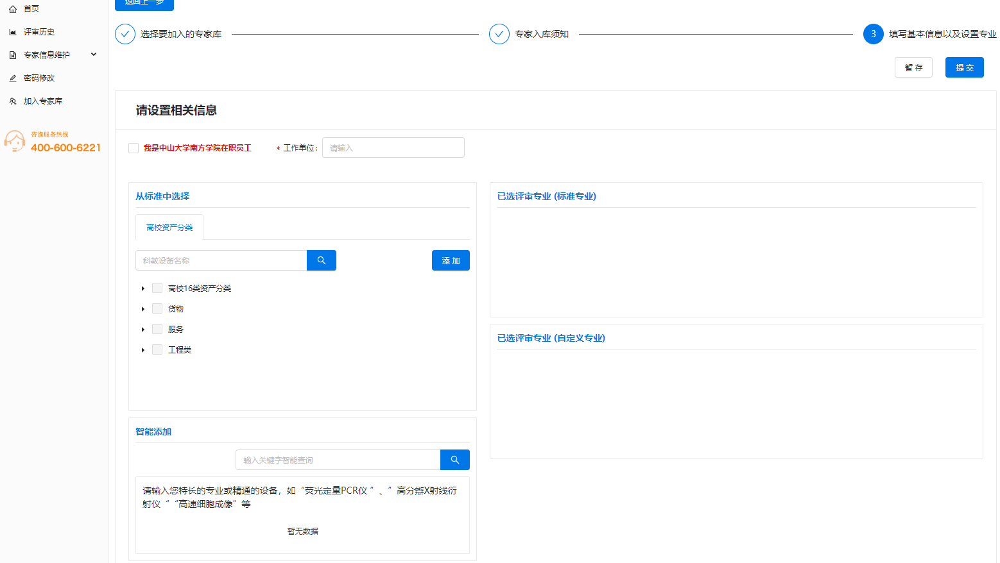 首页
评审历史
专家信息维护
密码修改
加入专家库
咨询服务热线
400-600-6221
返回上一步
选择要加入的专家库
专家入库须知
3 填写基本信息以及设置专业
暂 存
提 交
请设置相关信息
我是中山大学南方学院在职员工
* 工作单位:
请输入
从标准中选择
高校资产分类
科教设备名称
添 加
高校16类资产分类
货物
服务
工程类
智能添加
输入关键字智能查询
请输入您特长的专业或精通的设备，如“荧光定量PCR仪 ”、”高分辩X射线衍
射仪“ “高速细胞成像”等
暂无数据
已选评审专业 (标准专业)
已选评审专业 (自定义专业)